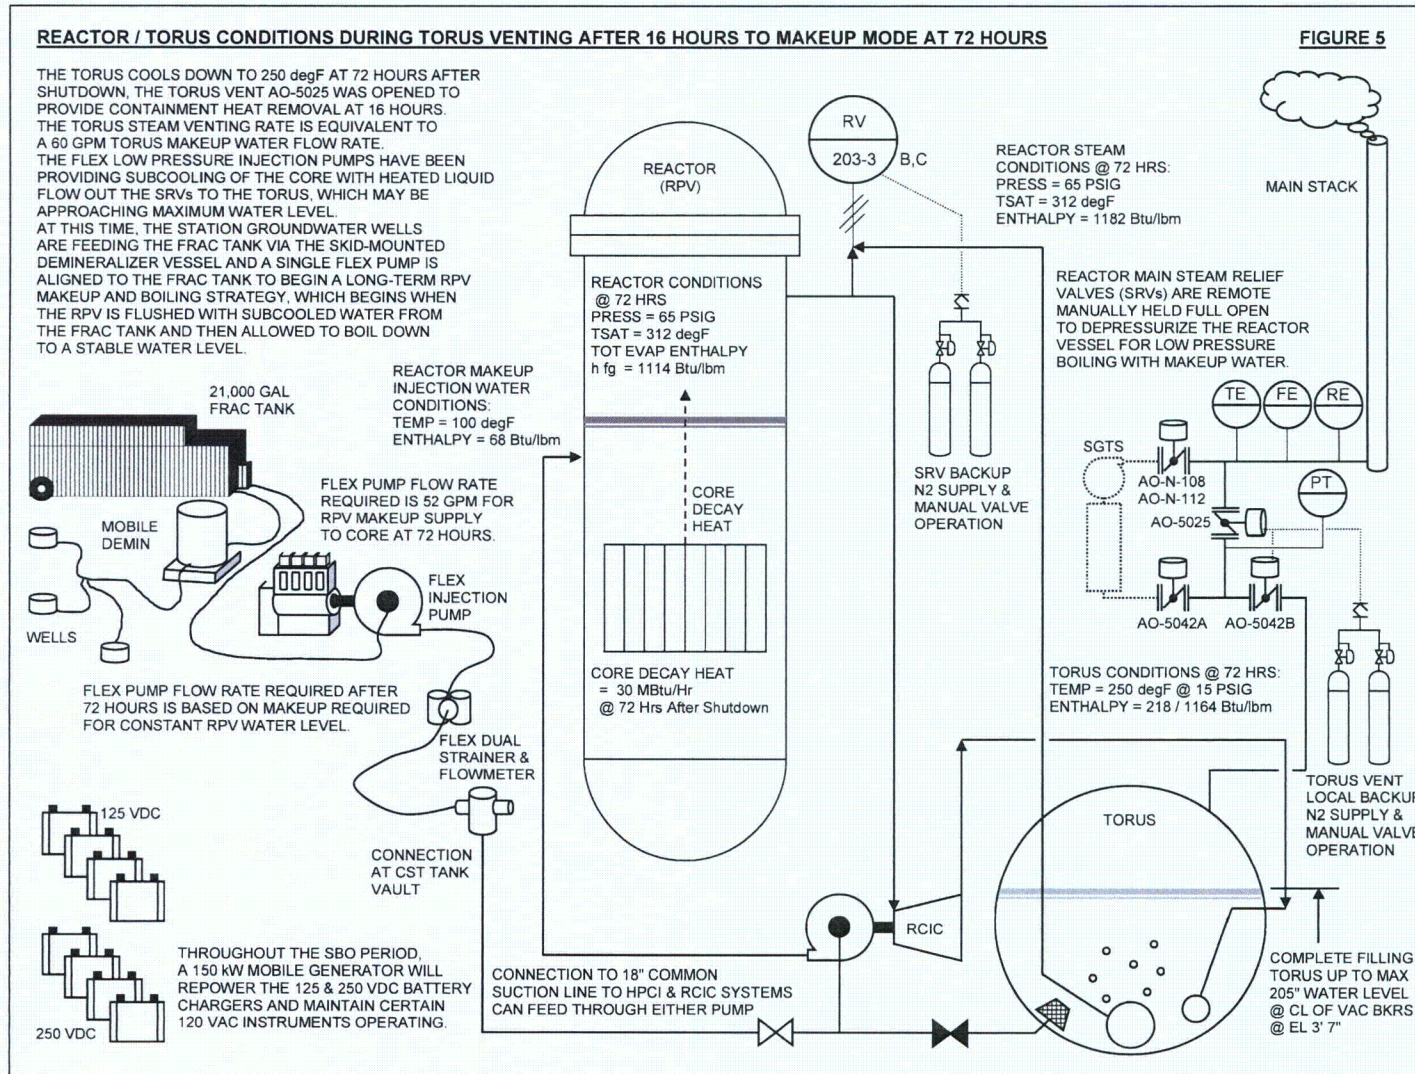 REACTOR / TORUS CONDITIONS DURING TORUS VENTING AFTER 16 HOURS TO MAKEUP MODE AT 72 HOURS
FIGURE 5
THE TORUS COOLS DOWN TO 250 degF AT 72 HOURS AFTER
SHUTDOWN, THE TORUS VENT AO-5025 WAS OPENED TO
PROVIDE CONTAINMENT HEAT REMOVAL AT 16 HOURS.
THE TORUS STEAM VENTING RATE IS EQUIVALENT TO
A 60 GPM TORUS MAKEUP WATER FLOW RATE.
THE FLEX LOW PRESSURE INJECTION PUMPS HAVE BEEN
PROVIDING SUBCOOLING OF THE CORE WITH HEATED LIQUID
FLOW OUT THE SRVs TO THE TORUS, WHICH MAY BE
APPROACHING MAXIMUM WATER LEVEL.
AT THIS TIME, THE STATION GROUNDWATER WELLS
ARE FEEDING THE FRAC TANK VIA THE SKID-MOUNTED
DEMINERALIZER VESSEL AND A SINGLE FLEX PUMP IS
ALIGNED TO THE FRAC TANK TO BEGIN A LONG-TERM RPV
MAKEUP AND BOILING STRATEGY, WHICH BEGINS WHEN
THE RPV IS FLUSHED WITH SUBCOOLED WATER FROM
THE FRAC TANK AND THEN ALLOWED TO BOIL DOWN
TO A STABLE WATER LEVEL.
REACTOR
(RPV)
RV
203-3
B,C
REACTOR STEAM
CONDITIONS @ 72 HRS:
PRESS = 65 PSIG
TSAT = 312 degF
ENTHALPY = 1182 Btu/lbm
MAIN STACK
REACTOR CONDITIONS
@ 72 HRS
PRESS = 65 PSIG
TSAT = 312 degF
TOT EVAP ENTHALPY
h fg = 1114 Btu/lbm
REACTOR MAIN STEAM RELIEF
VALVES (SRVs) ARE REMOTE
MANUALLY HELD FULL OPEN
TO DEPRESSURIZE THE REACTOR
VESSEL FOR LOW PRESSURE
BOILING WITH MAKEUP WATER.
REACTOR MAKEUP
INJECTION WATER
CONDITIONS:
TEMP = 100 degF
ENTHALPY = 68 Btu/lbm
21,000 GAL
FRAC TANK
TE
FE
RE
SGTS
AO-N-108
AO-N-112
PT
AO-5025
SRV BACKUP
N2 SUPPLY &
MANUAL VALVE
OPERATION
FLEX PUMP FLOW RATE
REQUIRED IS 52 GPM FOR
RPV MAKEUP SUPPLY
TO CORE AT 72 HOURS.
CORE
DECAY
HEAT
MOBILE
DEMIN
FLEX
INJECTION
PUMP
WELLS
AO-5042A
AO-5042B
CORE DECAY HEAT
= 30 MBtu/Hr
@ 72 Hrs After Shutdown
TORUS CONDITIONS @ 72 HRS:
TEMP = 250 degF @ 15 PSIG
ENTHALPY = 218 / 1164 Btu/lbm
FLEX PUMP FLOW RATE REQUIRED AFTER
72 HOURS IS BASED ON MAKEUP REQUIRED
FOR CONSTANT RPV WATER LEVEL.
FLEX DUAL
STRAINER &
FLOWMETER
TORUS VENT
LOCAL BACKUP
N2 SUPPLY &
MANUAL VALVE
OPERATION
125 VDC
TORUS
CONNECTION
AT CST TANK
VAULT
RCIC
THROUGHOUT THE SBO PERIOD,
A 150 kW MOBILE GENERATOR WILL
REPOWER THE 125 & 250 VDC BATTERY
CHARGERS AND MAINTAIN CERTAIN
120 VAC INSTRUMENTS OPERATING.
250 VDC
CONNECTION TO 18" COMMON
SUCTION LINE TO HPCI & RCIC SYSTEMS
CAN FEED THROUGH EITHER PUMP
COMPLETE FILLING
TORUS UP TO MAX
205" WATER LEVEL
@ CL OF VAC BKRS
@ EL 3' 7"